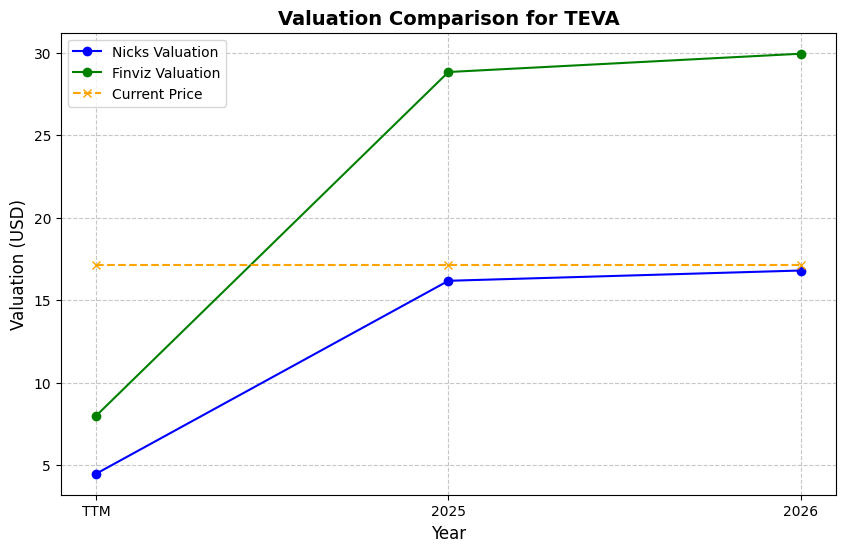 Valuation Comparison for TEVA
Nicks Valuation
Finviz Valuation
Current Price
Valuation (USD)
30
25
20
15
10
5
TTM
2025
2026
Year